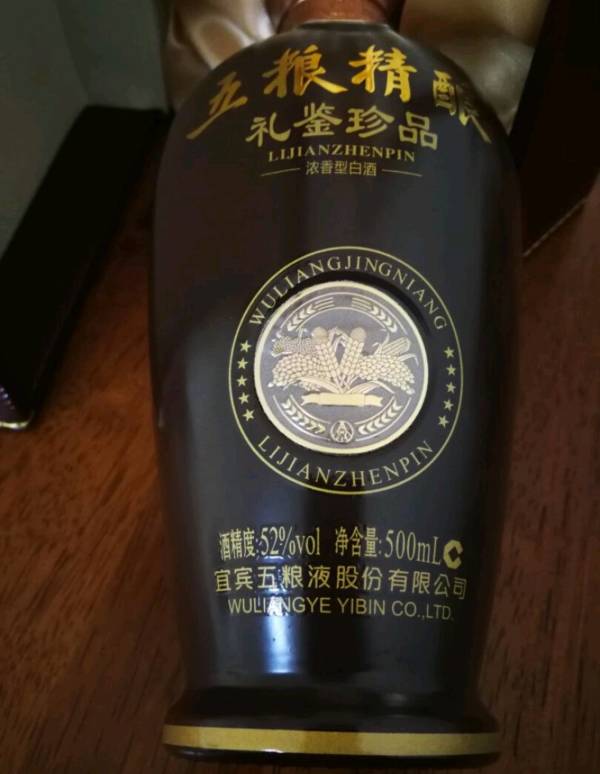 五粮精酿
礼鉴珍品
LIJIANZHENPIN
浓香型白酒
WULIANGJINGNIANG
LIJIANZHENPIN
酒精度:52%vol 净含量:500mL
宜宾五粮液股份有限公司
WULIANGYE YIBIN CO.,LTD.